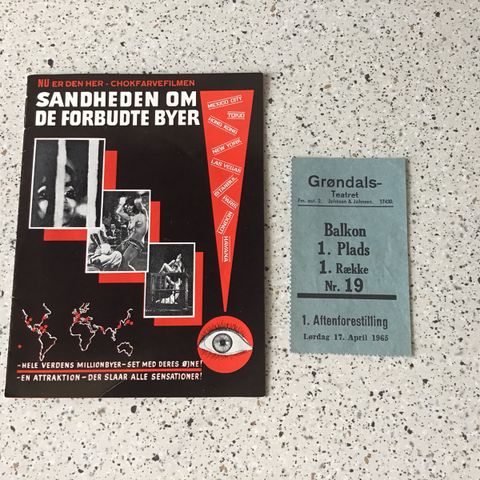 NU ER DEN HER - CHOKFARVEFILMEN
SANDHEDEN OM
DE FORBUDTE BYER
MEXICO CITY
TOKIO
HONG KONG
NEW YORK
LAS VEGAS
ISTANBUL
PARIS
HAVANA
-HELE VERDENS MILLIONBYER-SET MED DERES ØJNE!
-EN ATTRAKTION-DER SLAAR ALLE SENSATIONER!
Grøndals-
Teatret
Balkon
1. Plads
1. Række
Nr. 19
1. Aftenforestilling
Lørdag 17. April 1965